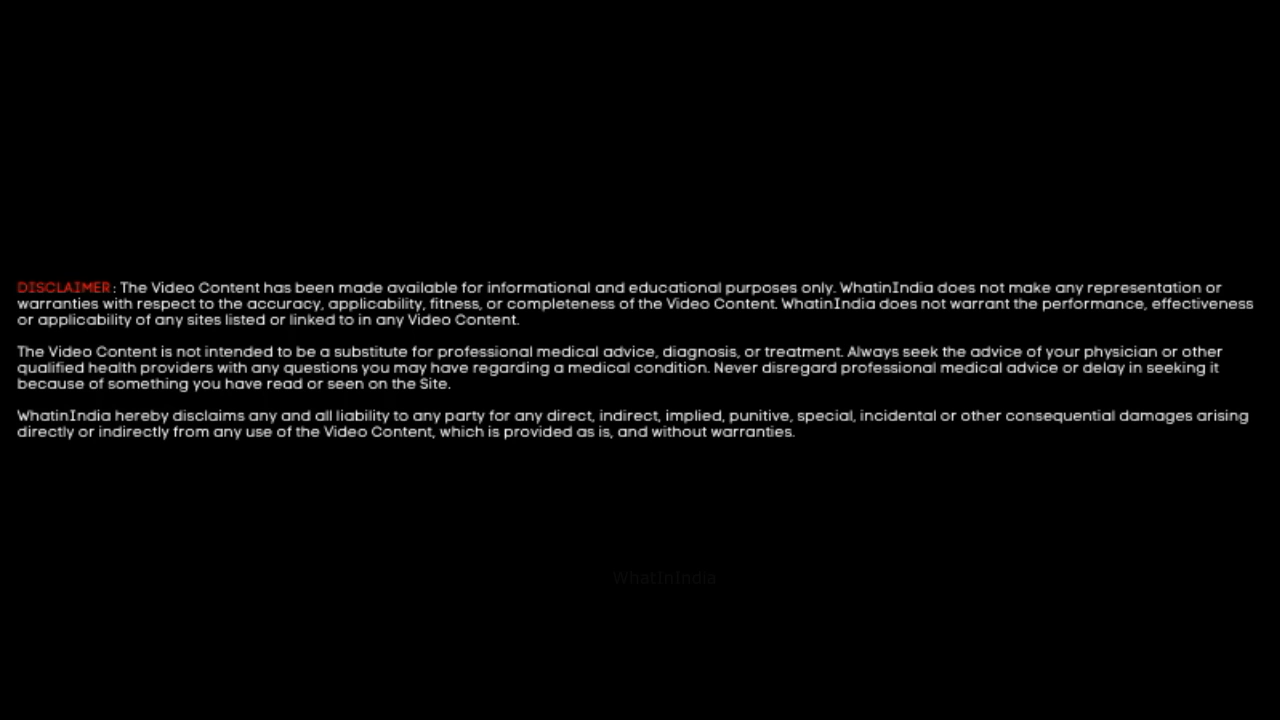 DISCLAIMER: The Video Content has been made available for informational and educational purposes only. WhatinIndia does not make any representation or
warranties with respect to the accuracy, applicability, fitness, or completeness of the Video Content. WhatinIndia does not warrant the performance, effectiveness
or applicability of any sites listed or linked to in any Video Content.
The Video Content is not intended to be a substitute for professional medical advice, diagnosis, or treatment. Always seek the advice of your physician or other
qualified health providers with any questions you may have regarding a medical condition. Never disregard professional medical advice or delay in seeking it
because of something you have read or seen on the Site.
WhatinIndia hereby disclaims any and all liability to any party for any direct, indirect, implied, punitive, special, incidental or other consequential damages arising
directly or indirectly from any use of the Video Content, which is provided as is, and without warranties.
WhatInIndia